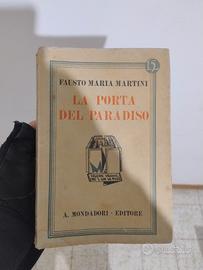 FAUSTO MARIA MARTINI
LA PORTA
DEL PARADISO
A. MONDADORI - EDITORE